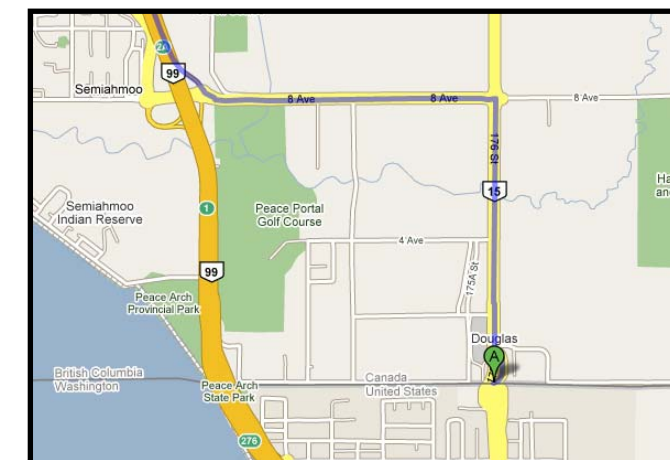 2A
99
Semiahmoo
8 Ave
8 Ave
8 Ave
176 St
15
Semiahmoo
Indian Reserve
1
Peace Portal
Golf Course
4 Ave
99
175A St
Peace Arch
Provincial Park
Douglas
A
British Columbia
Washington
Peace Arch
State Park
Canada
United States
276